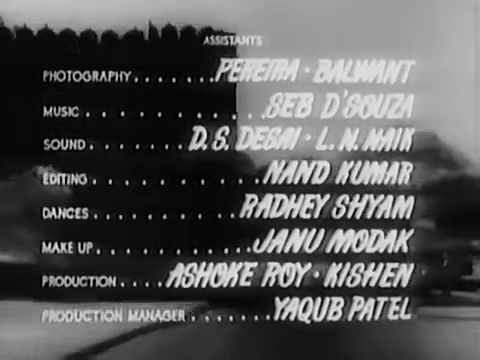 ASSISTANTS
PHOTOGRAPHY....... PEREIRA · BALWANT
MUSIC .......... SEB D'SOUZA
SOUND ........ D. S. DESAI · L. N. NAIK
EDITING ............ NAND KUMAR
DANCES .......... RADHEY SHYAM
MAKE UP .......... JANU MODAK
PRODUCTION .... ASHOKE ROY · KISHEN
PRODUCTION MANAGER ....... YAQUB PATEL